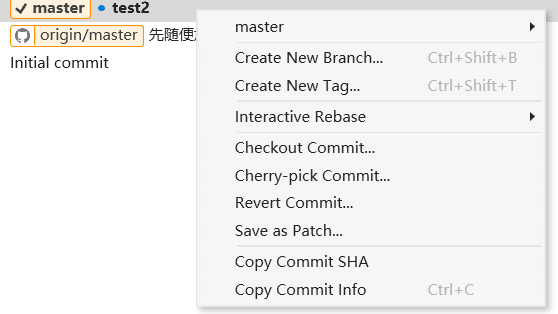 master test2
origin/master 先随便
Initial commit
master
Create New Branch... Ctrl+Shift+B
Create New Tag... Ctrl+Shift+T
Interactive Rebase
Checkout Commit...
Cherry-pick Commit...
Revert Commit...
Save as Patch...
Copy Commit SHA
Copy Commit Info Ctrl+C